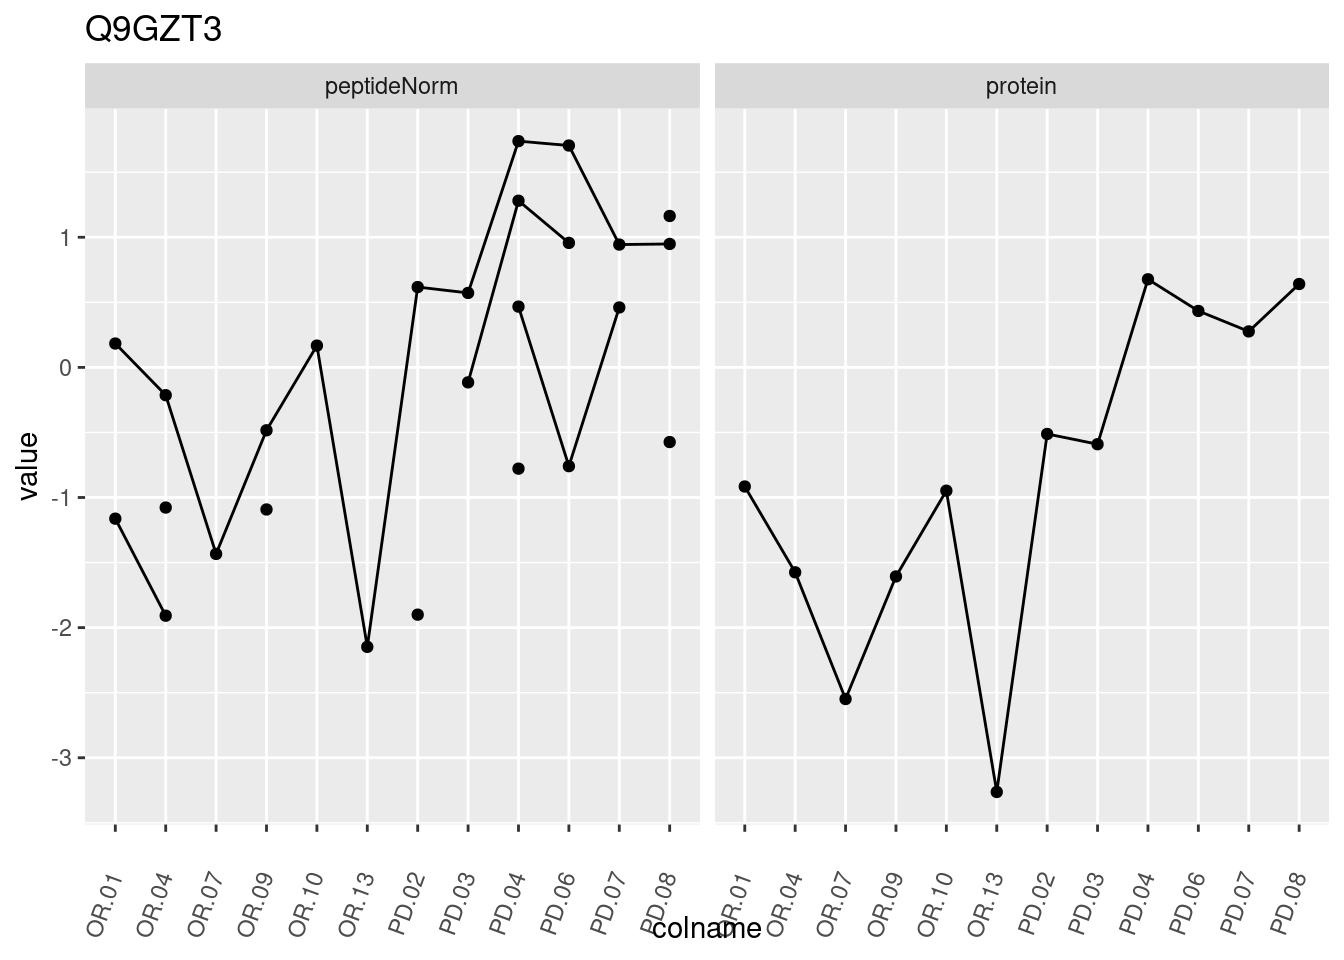 Q9GZT3
peptideNorm
protein
value
1
0
-1
-2
-3
OR.01
OR.04
OR.07
OR.09
OR.10
OR.13
PD.02
PD.03
PD.04
PD.06
PD.07
PD.08
OR.01
OR.04
OR.07
OR.09
OR.10
OR.13
PD.02
PD.03
PD.04
PD.06
PD.07
PD.08
colname